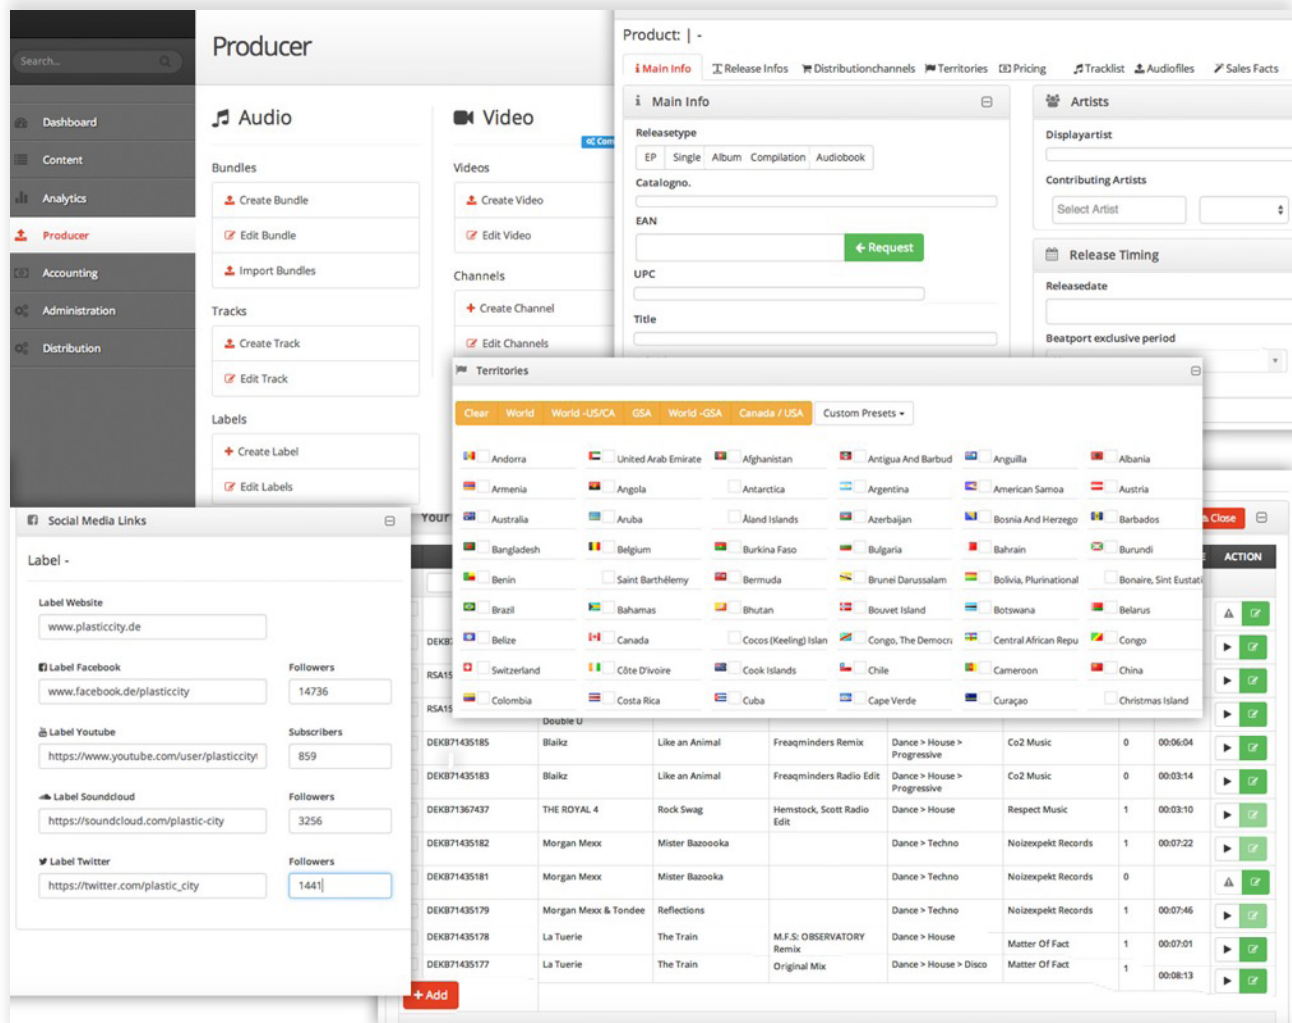 Search...
Dashboard
Content
Analytics
Producer
Accounting
Administration
Distribution
Producer
Audio
Bundles
Create Bundle
Edit Bundle
Import Bundles
Tracks
Create Track
Edit Track
Labels
Create Label
Edit Labels
Video
Com
Videos
Create Video
Edit Video
Channels
Create Channel
Edit Channels
Product: | -
Main Info Release Infos Distributionchannels Territories Pricing Tracklist Audiofiles Sales Facts
Main Info
Releasetype
EP Single Album Compilation Audiobook
Catalogno.
EAN
Request
UPC
Title
Artists
Displayartist
Contributing Artists
Select Artist
Release Timing
Releasedate
Beatport exclusive period
Territories
Clear World World -US/CA GSA World -GSA Canada / USA Custom Presets
Andorra United Arab Emirate Afghanistan Antigua And Barbud Anguilla Albania
Armenia Angola Antarctica Argentina American Samoa Austria
Australia Aruba Åland Islands Azerbaijan Bosnia And Herzego Barbados
Bangladesh Belgium Burkina Faso Bulgaria Bahrain Burundi
Benin Saint Barthélemy Bermuda Brunei Darussalam Bolivia, Plurinational Bonaire, Sint Eustati
Brazil Bahamas Bhutan Bouvet Island Botswana Belarus
Belize Canada Cocos (Keeling) Islan Congo, The Democra Central African Repu Congo
Switzerland Côte D'ivoire Cook Islands Chile Cameroon China
Colombia Costa Rica Cuba Cape Verde Curaçao Christmas Island
Social Media Links
Label -
Label Website
www.plasticcity.de
Label Facebook Followers
www.facebook.de/plasticcity 14736
Label Youtube Subscribers
https://www.youtube.com/user/plasticcity 859
Label Soundcloud Followers
https://soundcloud.com/plastic-city 3256
Label Twitter Followers
https://twitter.com/plastic_city 1441
Your
Close
E ACTION
DEKB7
RSA15
RSA15
Double U
DEKB71435185 Blaikz Like an Animal Freaqminders Remix Dance > House > Co2 Music 0 00:06:04
Progressive
DEKB71435183 Blaikz Like an Animal Freaqminders Radio Edit Dance > House > Co2 Music 0 00:03:14
Progressive
DEKB71367437 THE ROYAL 4 Rock Swag Hemstock, Scott Radio Dance > House Respect Music 1 00:03:10
Edit
DEKB71435182 Morgan Mexx Mister Bazoooka Dance > Techno Noizexpekt Records 1 00:07:22
DEKB71435181 Morgan Mexx Mister Bazooka Dance > Techno Noizexpekt Records 0
DEKB71435179 Morgan Mexx & Tondee Reflections Dance > Techno Noizexpekt Records 1 00:07:46
DEKB71435178 La Tuerie The Train M.F.S: OBSERVATORY Dance > House Matter Of Fact 1 00:07:01
Remix
DEKB71435177 La Tuerie The Train Original Mix Dance > House > Disco Matter Of Fact 1 00:08:13
+ Add